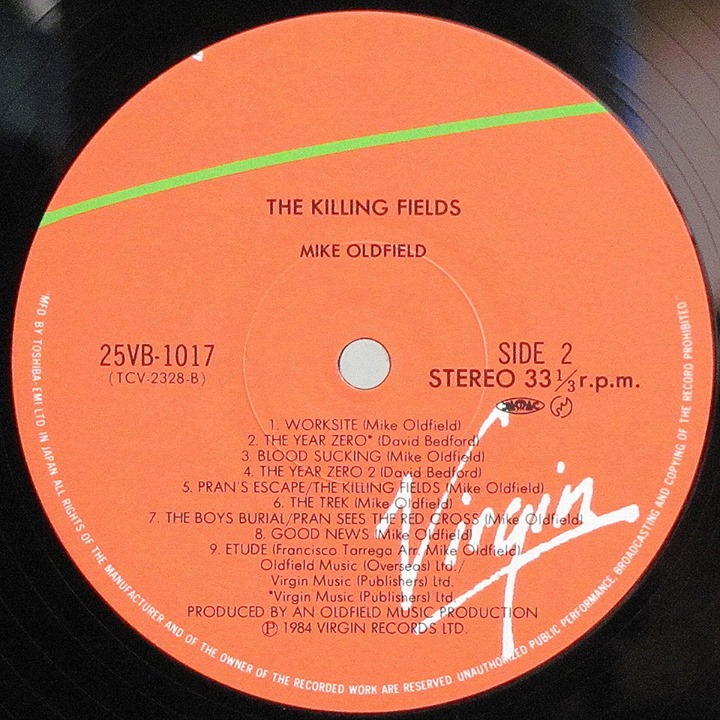 THE KILLING FIELDS
MIKE OLDFIELD
25VB-1017
(TCV-2328-B)
SIDE 2
STEREO 33 1/3 r.p.m.
JASRAC
1. WORKSITE (Mike Oldfield)
2. THE YEAR ZERO* (David Bedford)
3. BLOOD SUCKING (Mike Oldfield)
4. THE YEAR ZERO 2 (David Bedford)
5. PRAN'S ESCAPE/THE KILLING FIELDS (Mike Oldfield)
6. THE TREK (Mike Oldfield)
7. THE BOYS BURIAL/PRAN SEES THE RED CROSS (Mike Oldfield)
8. GOOD NEWS (Mike Oldfield)
9. ETUDE (Francisco Tarrega Arr. Mike Oldfield)
Oldfield Music (Overseas) Ltd./
Virgin Music (Publishers) Ltd.
*Virgin Music (Publishers) Ltd.
PRODUCED BY AN OLDFIELD MUSIC PRODUCTION
Ⓟ 1984 VIRGIN RECORDS LTD.
Virgin
"MFD BY TOSHIBA EMI LTD. IN JAPAN ALL RIGHTS OF THE MANUFACTURER AND OF THE OWNER OF THE RECORDED WORK ARE RESERVED. UNAUTHORIZED PUBLIC PERFORMANCE. BROADCASTING AND COPYING OF THE RECORD PROHIBITED"